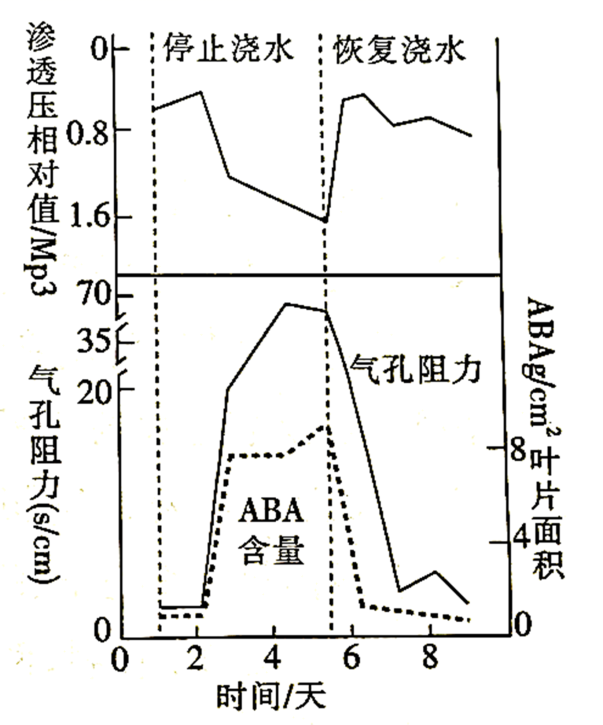 渗透压相对值/Mp3
0
0.8
1.6
停止浇水
恢复浇水
气孔阻力(s/cm)
70
35
20
0
气孔阻力
ABA
含量
ABAg/cm²叶片面积
8
4
0
0 2 4 6 8
时间/天